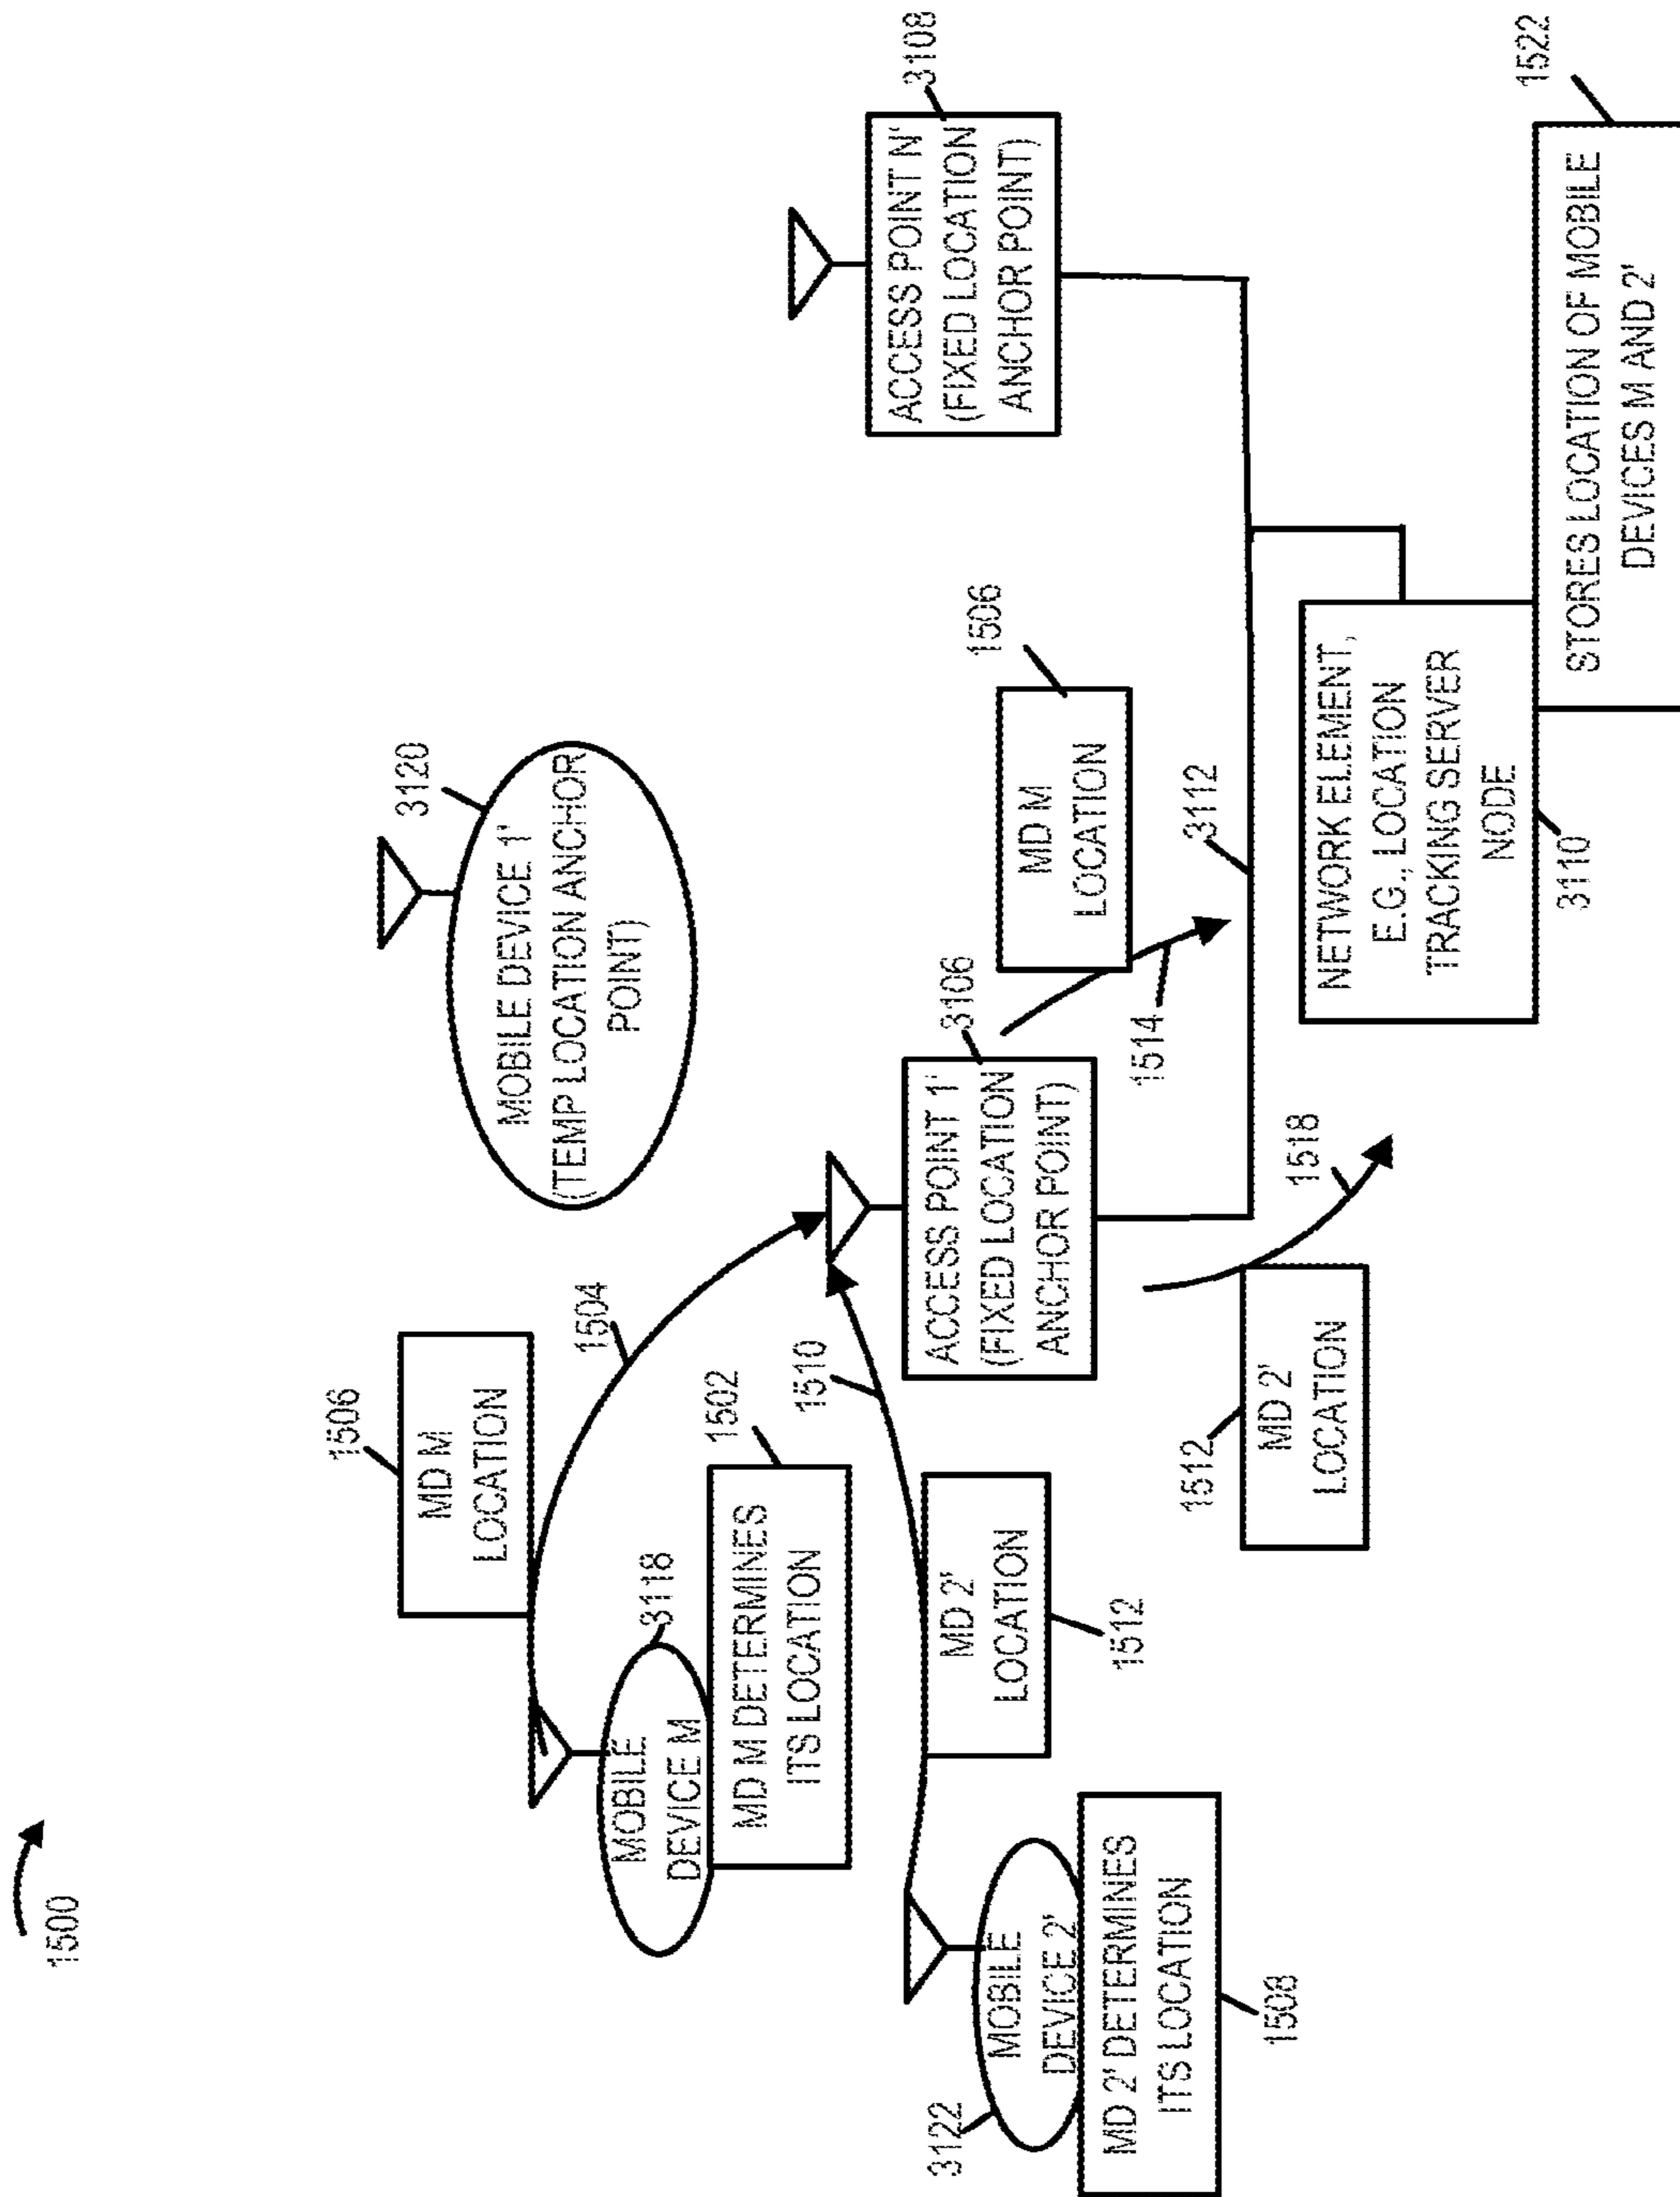 1500
1506
MD M
LOCATION
1504
3120
MOBILE DEVICE 1'
(TEMP LOCATION ANCHOR
POINT)
3118
MOBILE
DEVICE M
1502
MD M DETERMINES
ITS LOCATION
1510
3122
MOBILE
DEVICE 2'
MD 2' DETERMINES
ITS LOCATION
1508
MD 2'
LOCATION
1512
3106
ACCESS POINT 1'
(FIXED LOCATION
ANCHOR POINT)
3108
ACCESS POINT N'
(FIXED LOCATION
ANCHOR POINT)
1506
MD M
LOCATION
1514
3112
1512
MD 2'
LOCATION
1518
NETWORK ELEMENT,
E.G., LOCATION
TRACKING SERVER
NODE
3110
1522
STORES LOCATION OF MOBILE
DEVICES M AND 2'